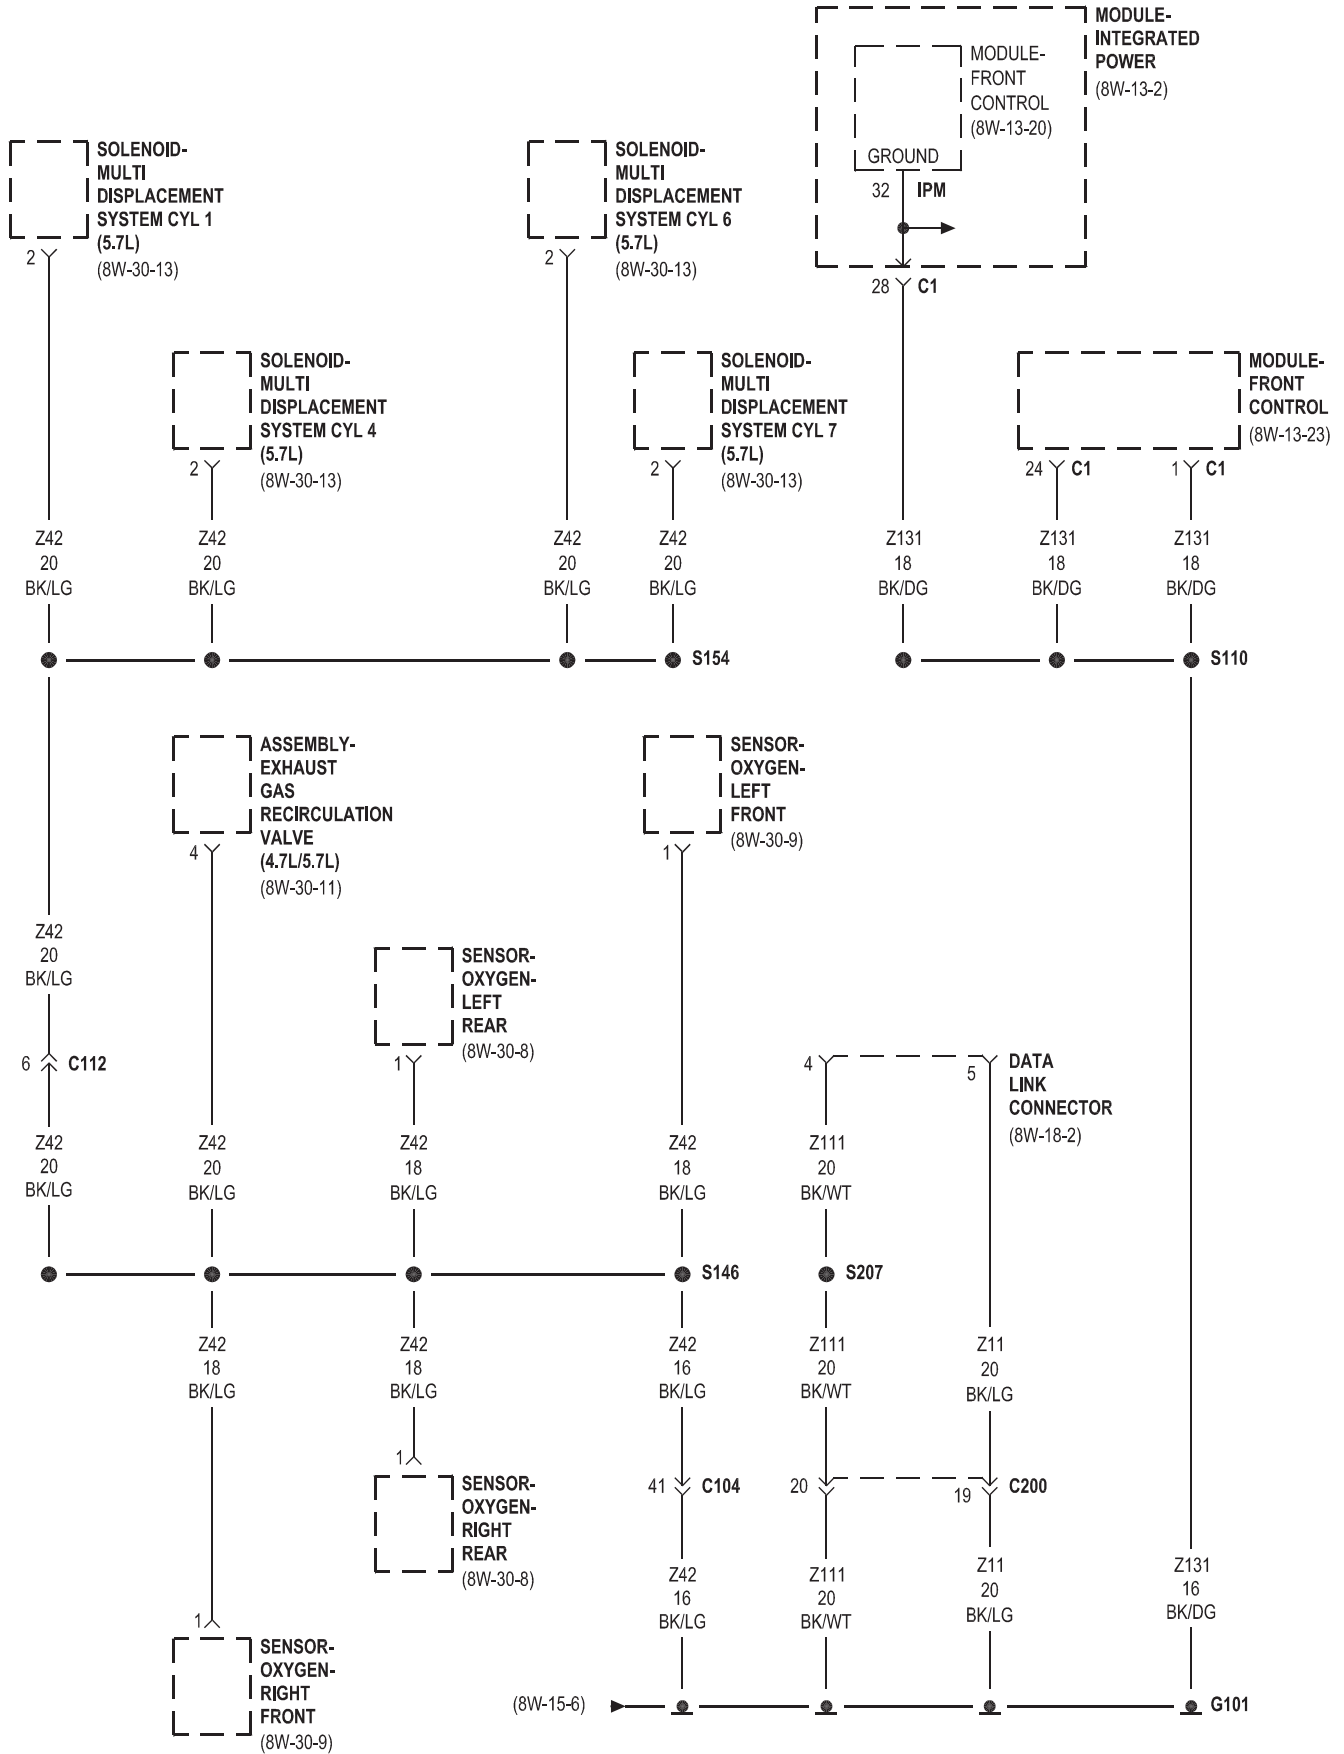 MODULE-
INTEGRATED
POWER
(8W-13-2)
MODULE-
FRONT
CONTROL
(8W-13-20)
GROUND
32 IPM
28 C1
SOLENOID-
MULTI
DISPLACEMENT
SYSTEM CYL 1
(5.7L)
(8W-30-13)
2
SOLENOID-
MULTI
DISPLACEMENT
SYSTEM CYL 6
(5.7L)
(8W-30-13)
2
SOLENOID-
MULTI
DISPLACEMENT
SYSTEM CYL 4
(5.7L)
(8W-30-13)
2
SOLENOID-
MULTI
DISPLACEMENT
SYSTEM CYL 7
(5.7L)
(8W-30-13)
2
MODULE-
FRONT
CONTROL
(8W-13-23)
24 C1
1 C1
Z42
20
BK/LG
Z42
20
BK/LG
Z42
20
BK/LG
Z42
20
BK/LG
Z131
18
BK/DG
Z131
18
BK/DG
Z131
18
BK/DG
S154
S110
ASSEMBLY-
EXHAUST
GAS
RECIRCULATION
VALVE
(4.7L/5.7L)
(8W-30-11)
4
SENSOR-
OXYGEN-
LEFT
FRONT
(8W-30-9)
1
Z42
20
BK/LG
SENSOR-
OXYGEN-
LEFT
REAR
(8W-30-8)
1
6 C112
4
5
DATA
LINK
CONNECTOR
(8W-18-2)
Z42
20
BK/LG
Z42
20
BK/LG
Z42
18
BK/LG
Z42
18
BK/LG
Z111
20
BK/WT
S146
S207
Z42
18
BK/LG
Z42
18
BK/LG
Z42
16
BK/LG
Z111
20
BK/WT
Z11
20
BK/LG
1
SENSOR-
OXYGEN-
RIGHT
REAR
(8W-30-8)
41 C104
20
19
C200
Z42
16
BK/LG
Z111
20
BK/WT
Z11
20
BK/LG
Z131
16
BK/DG
1
SENSOR-
OXYGEN-
RIGHT
FRONT
(8W-30-9)
(8W-15-6)
G101